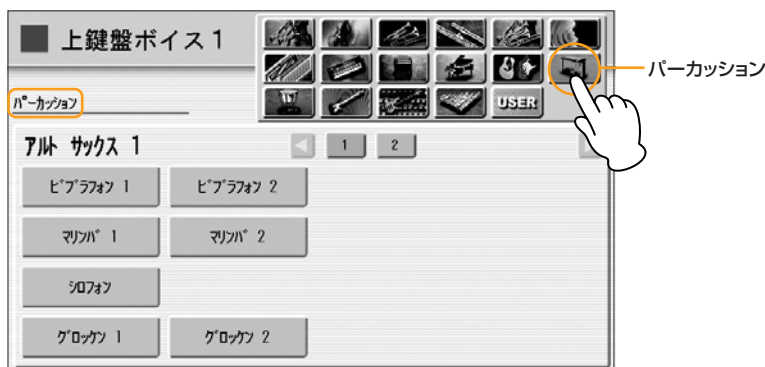 上鍵盤ボイス1
パーカッション
パーカッション
USER
アルト サックス 1
1 2
ビブラフォン 1 ビブラフォン 2
マリンバ 1 マリンバ 2
シロフォン
グロッケン 1 グロッケン 2